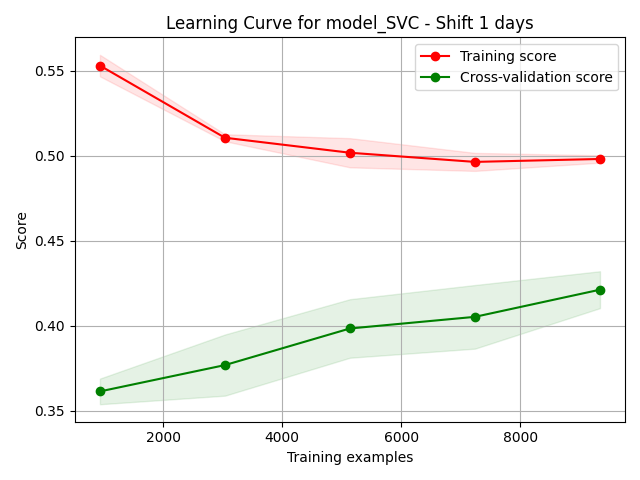 Learning Curve for model_SVC - Shift 1 days
Training score
Cross-validation score
Score
0.55
0.50
0.45
0.40
0.35
2000
4000
6000
8000
Training examples